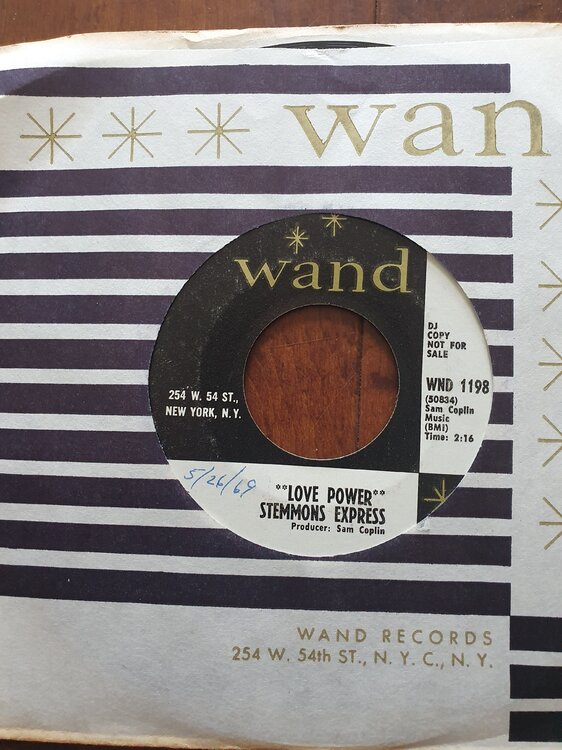 wan
wand
DJ
COPY
NOT FOR
SALE
WND 1198
(50834)
Sam Coplin
Music
(BMI)
Time: 2:16
254 W. 54 ST.,
NEW YORK, N.Y.
5/26/69
**LOVE POWER**
STEMMONS EXPRESS
Producer: Sam Coplin
WAND RECORDS
254 W. 54th ST., N.Y.C., N.Y.